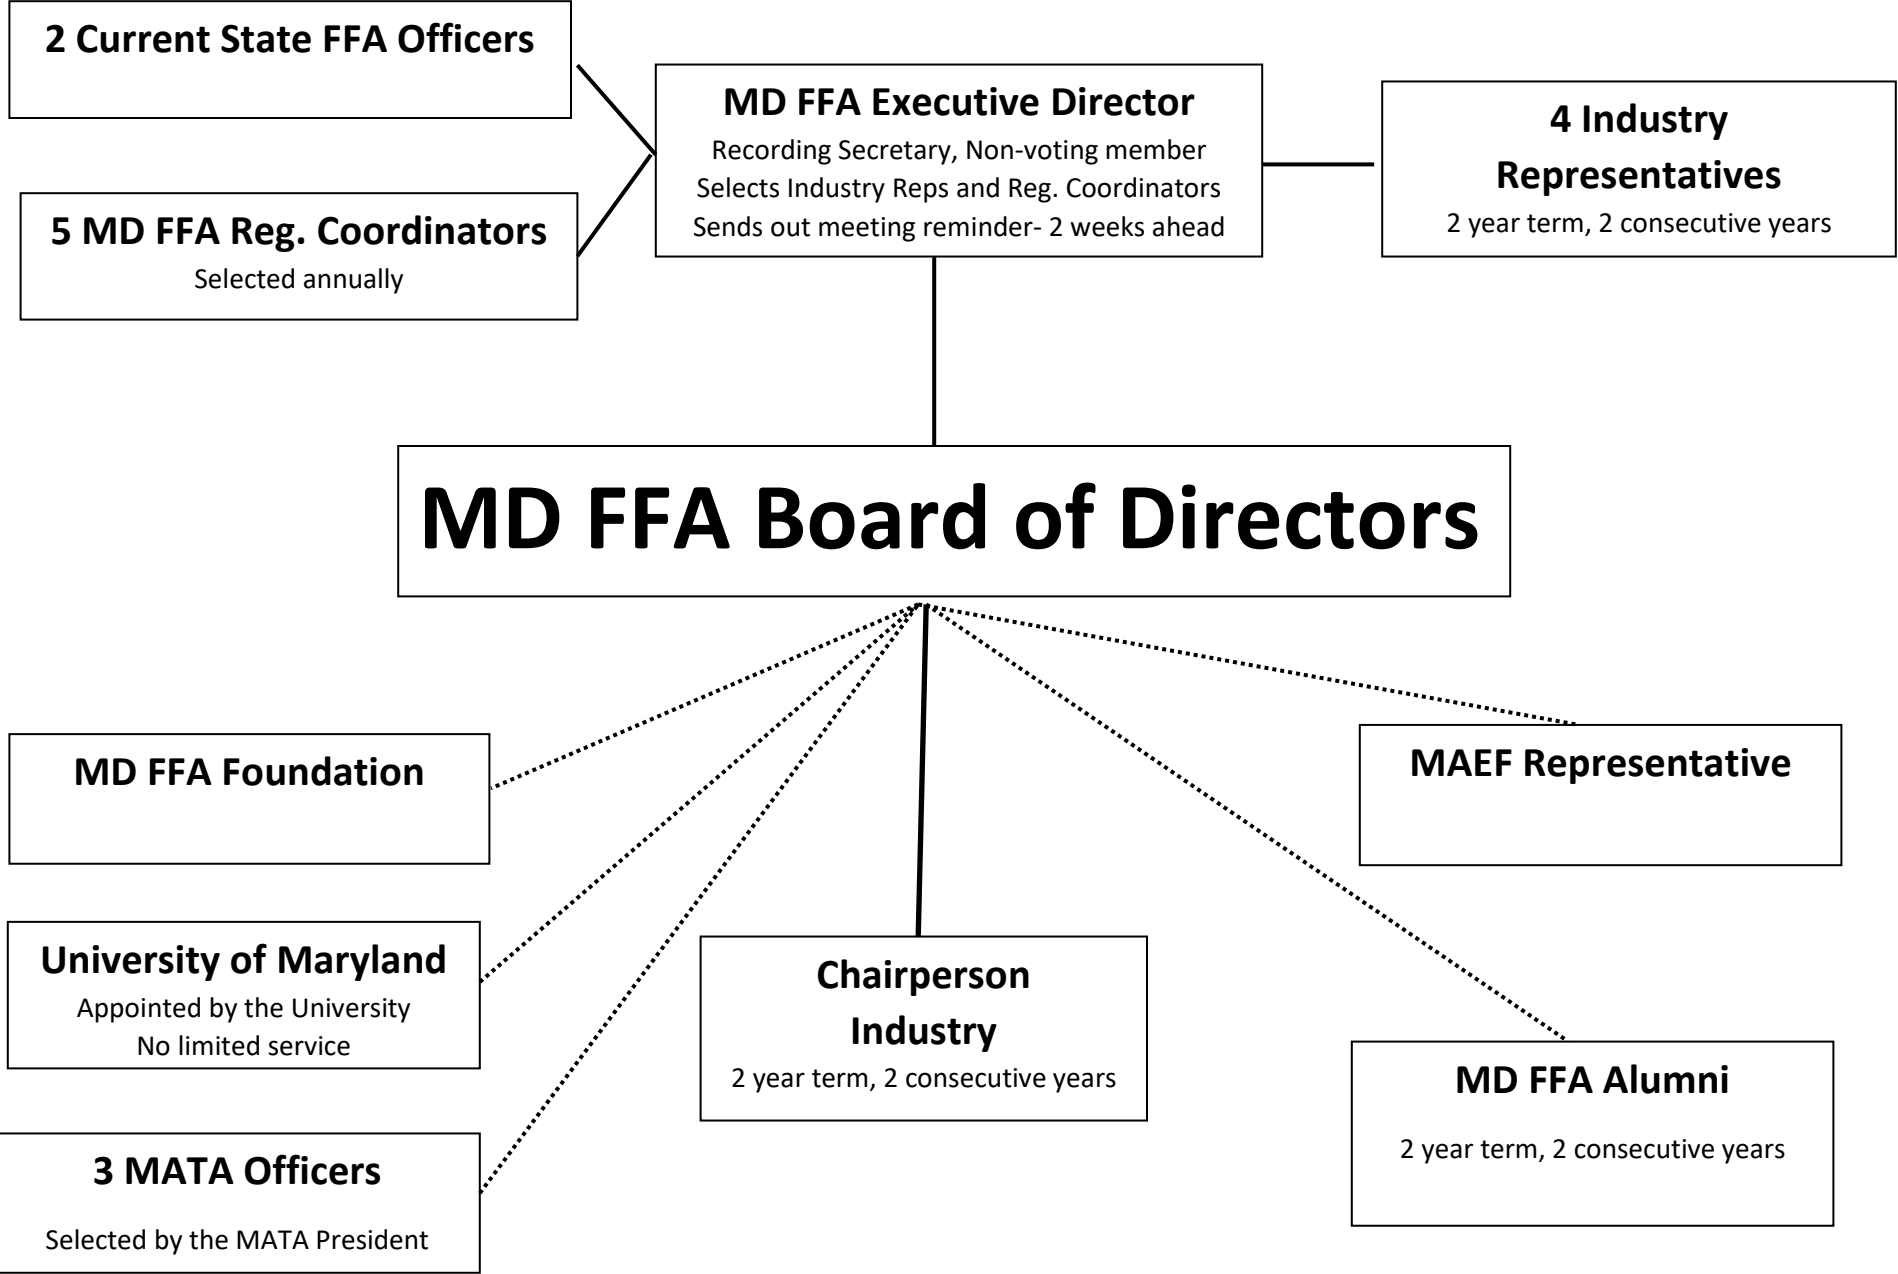 2 Current State FFA Officers
5 MD FFA Reg. Coordinators
Selected annually
MD FFA Executive Director
Recording Secretary, Non-voting member
Selects Industry Reps and Reg. Coordinators
Sends out meeting reminder- 2 weeks ahead
4 Industry
Representatives
2 year term, 2 consecutive years
MD FFA Board of Directors
MD FFA Foundation
University of Maryland
Appointed by the University
No limited service
3 MATA Officers
Selected by the MATA President
Chairperson
Industry
2 year term, 2 consecutive years
MAEF Representative
MD FFA Alumni
2 year term, 2 consecutive years